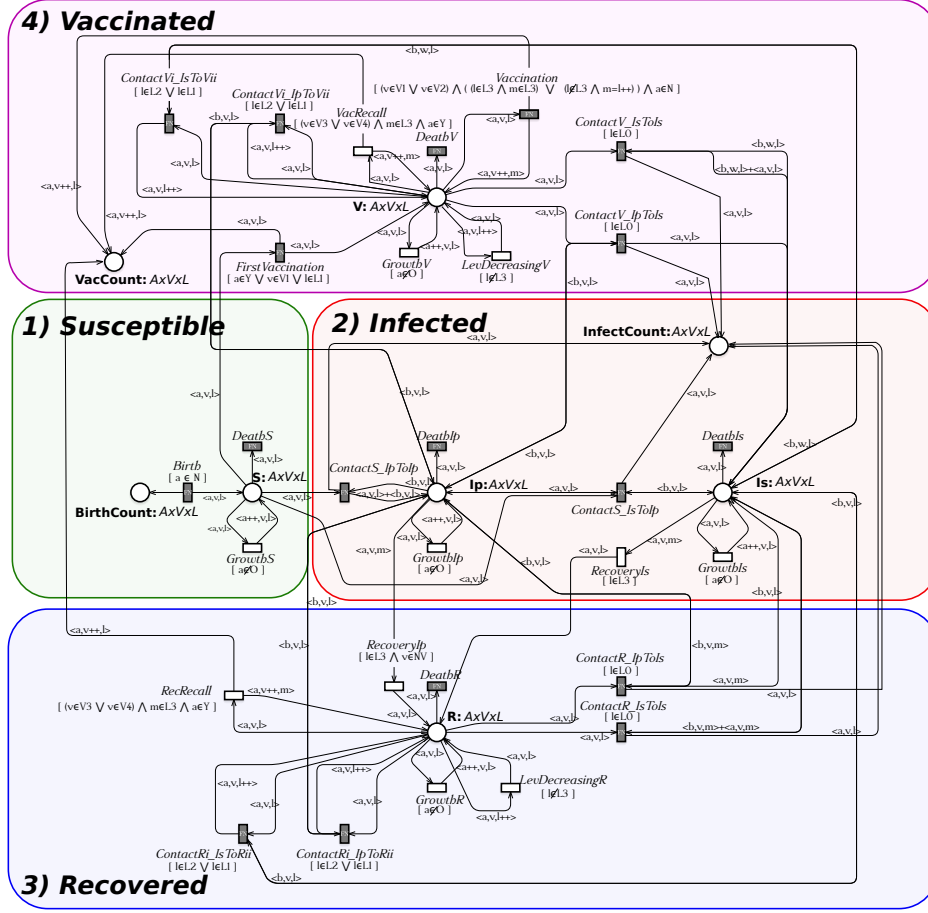 4) Vaccinated
<b,w,l>
ContactVi_IsToVii
[ l∈L2 ⋁ l∈L1 ]
Vaccination
[ (v∈V1 ⋁ v∈V2) ⋀ ( (l∈L3 ⋀ m∈L3) ⋁ (l∉L3 ⋀ m=l++) ) ⋀ a∈N ]
ContactVi_IpToVii
[ l∈L2 ⋁ l∈L1 ]
VacRecall
[ (v∈V3 ⋁ v∈V4) ⋀ m∈L3 ⋀ a∈Y ]
<b,v,l>
<a,v,l>
ContactV_IsToIs
[ l∈L0 ]
DeathV
<a,v,l++>
<a,v++,m>
<a,v,l>
<b,w,l>
<a,v,l>
<a,v,l>
<a,v++,m>
<b,w,l>+<a,v,l>
<a,v++,l>
<a,v,l++>
<a,v,l>
<a,v,l>
V: AxVxL
<a,v++,l>
ContactV_IpToIs
[ l∈L0 ]
<a,v,l>
<a,v,l>
<a,v,l++>
<a,v,l>
<a,v,l>
<a++,v,l>
VacCount: AxVxL
FirstVaccination
[ a∈Y ⋁ v∈V1 ⋁ l∈L1 ]
GrowthV
[ a∉O ]
LevDecreasingV
[ l∉L3 ]
<b,v,l>
<a,v,l>
1) Susceptible
2) Infected
InfectCount: AxVxL
<a,v,l>
<a,v,l>
<b,v,l>
<a,v,l>
<b,w,l>
DeathS
DeathIp
DeathIs
<a,v,l>
<b,v,l>
Birth
[ a ∈ N ]
ContactS_IpToIp
<a,v,l>
<a,v,l>
S: AxVxL
<b,v,l>
Ip: AxVxL
Is: AxVxL
<a,v,l>
<a,v,l>
<a,v,l>+<b,v,l>
<a,v,l>
<b,v,l>
BirthCount: AxVxL
ContactS_IsToIp
<a,v,l>
<a++,v,l>
<a++,v,l>
<a,v,l>
<a,v,l>
<a,v,m>
<a,v,l>
<a,v,m>
<a++,v,l>
GrowthS
[ a∉O ]
GrowthIp
[ a∉O ]
<b,v,l>
<a,v,l>
<a,v,l>
RecoveryIs
[ l∈L3 ]
GrowthIs
[ a∉O ]
<b,v,l>
<a,v++,l>
<b,v,l>
RecoveryIp
[ l∈L3 ⋀ v∈NV ]
<b,v,l>
ContactR_IpToIs
[ l∈L0 ]
DeathR
<a,v,m>
RecRecall
[ (v∈V3 ⋁ v∈V4) ⋀ m∈L3 ⋀ a∈Y ]
<a,v++,m>
<a,v,l>
<a,v,l>
ContactR_IsToIs
[ l∈L0 ]
R: AxVxL
<a,v,l>
<a,v,l>
<a,v,l>
<b,v,m>+<a,v,m>
<a,v,l>
<a,v,l>
<a,v,l>
<a++,v,l>
<a,v,l++>
<a,v,l++>
LevDecreasingR
[ l∉L3 ]
<a,v,l>
<a,v,l>
GrowthR
[ a∉O ]
<a,v,l++>
ContactRi_IsToRii
[ l∈L2 ⋁ l∈L1 ]
ContactRi_IpToRii
[ l∈L2 ⋁ l∈L1 ]
<b,v,l>
3) Recovered